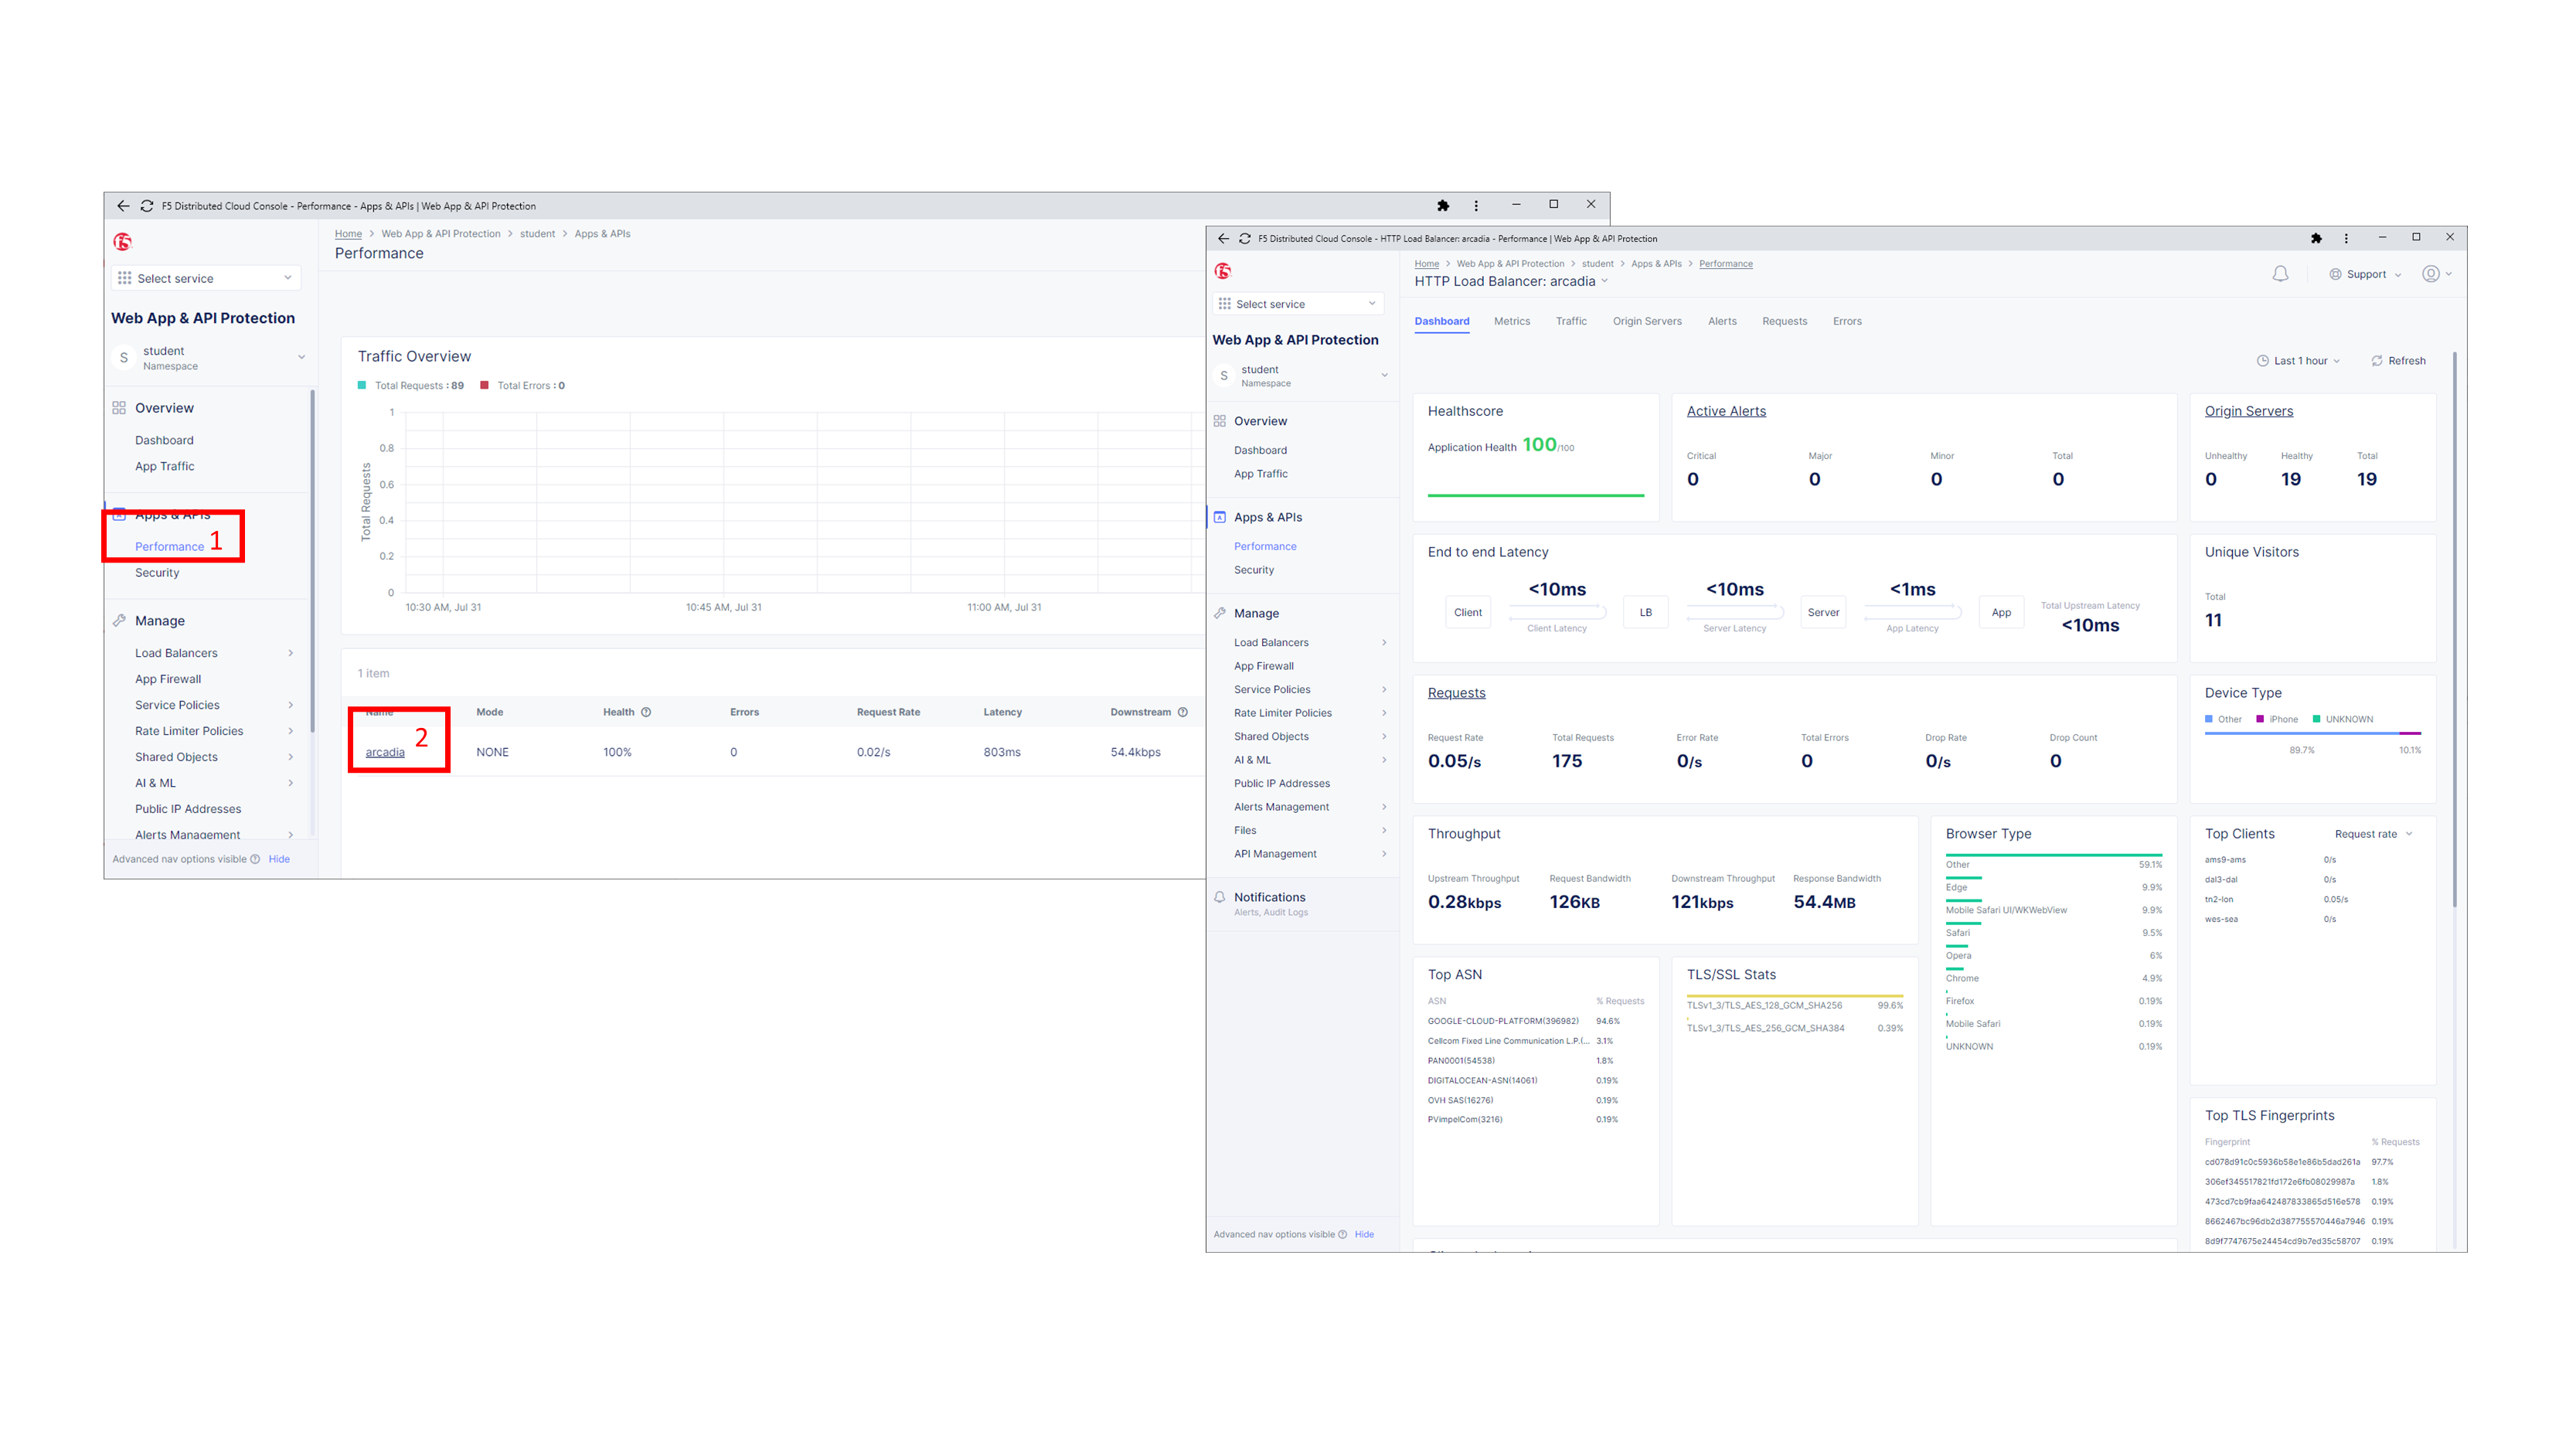 F5 Distributed Cloud Console - Performance - Apps & APIs | Web App & API Protection
Home > Web App & API Protection > student > Apps & APIs
Performance
Select service
Web App & API Protection
S
student
Namespace
Overview
Dashboard
App Traffic
Apps & APIs
Performance
1
Security
Manage
Load Balancers
App Firewall
Service Policies
Rate Limiter Policies
Shared Objects
AI & ML
Public IP Addresses
Alerts Management
Advanced nav options visible Hide
Traffic Overview
Total Requests : 89 Total Errors : 0
Total Requests
1
0.8
0.6
0.4
0.2
0
10:30 AM, Jul 31 10:45 AM, Jul 31 11:00 AM, Jul 31
1 item
Name Mode Health Errors Request Rate Latency Downstream
2
arcadia NONE 100% 0 0.02/s 803ms 54.4kbps
F5 Distributed Cloud Console - HTTP Load Balancer: arcadia - Performance | Web App & API Protection
Home > Web App & API Protection > student > Apps & APIs > Performance
HTTP Load Balancer: arcadia
Support
Select service
Web App & API Protection
S
student
Namespace
Overview
Dashboard
App Traffic
Apps & APIs
Performance
Security
Manage
Load Balancers
App Firewall
Service Policies
Rate Limiter Policies
Shared Objects
AI & ML
Public IP Addresses
Alerts Management
Files
API Management
Notifications
Alerts, Audit Logs
Advanced nav options visible Hide
Dashboard Metrics Traffic Origin Servers Alerts Requests Errors
Last 1 hour Refresh
Healthscore
Application Health 100/100
Active Alerts
Critical Major Minor Total
0 0 0 0
Origin Servers
Unhealthy Healthy Total
0 19 19
End to end Latency
<10ms <10ms <1ms
Client LB Server App
Client Latency Server Latency App Latency
Total Upstream Latency
<10ms
Unique Visitors
Total
11
Requests
Request Rate Total Requests Error Rate Total Errors Drop Rate Drop Count
0.05/s 175 0/s 0 0/s 0
Device Type
Other iPhone UNKNOWN
89.7% 10.1%
Throughput
Upstream Throughput Request Bandwidth Downstream Throughput Response Bandwidth
0.28kbps 126KB 121kbps 54.4MB
Browser Type
Other 59.1%
Edge 9.9%
Mobile Safari UI/WKWebView 9.9%
Safari 9.5%
Opera 6%
Chrome 4.9%
Firefox 0.19%
Mobile Safari 0.19%
UNKNOWN 0.19%
Top Clients Request rate
ams9-ams 0/s
dal3-dal 0/s
tn2-lon 0.05/s
wes-sea 0/s
Top ASN
ASN % Requests
GOOGLE-CLOUD-PLATFORM(396982) 94.6%
Cellcom Fixed Line Communication L.P.(... 3.1%
PAN0001(54538) 1.8%
DIGITALOCEAN-ASN(14061) 0.19%
OVH SAS(16276) 0.19%
PVimpelCom(3216) 0.19%
TLS/SSL Stats
TLSv1_3/TLS_AES_128_GCM_SHA256 99.6%
TLSv1_3/TLS_AES_256_GCM_SHA384 0.39%
Top TLS Fingerprints
Fingerprint % Requests
cd078d91c0c5936b58e1e86b5dad261a 97.7%
306ef345517821fd172e6fb08029987a 1.8%
473cd7cb9faa642487833865d516e578 0.19%
8662467bc96db2d387755570446a7946 0.19%
8d9f7747675e24454cd9b7ed35c58707 0.19%